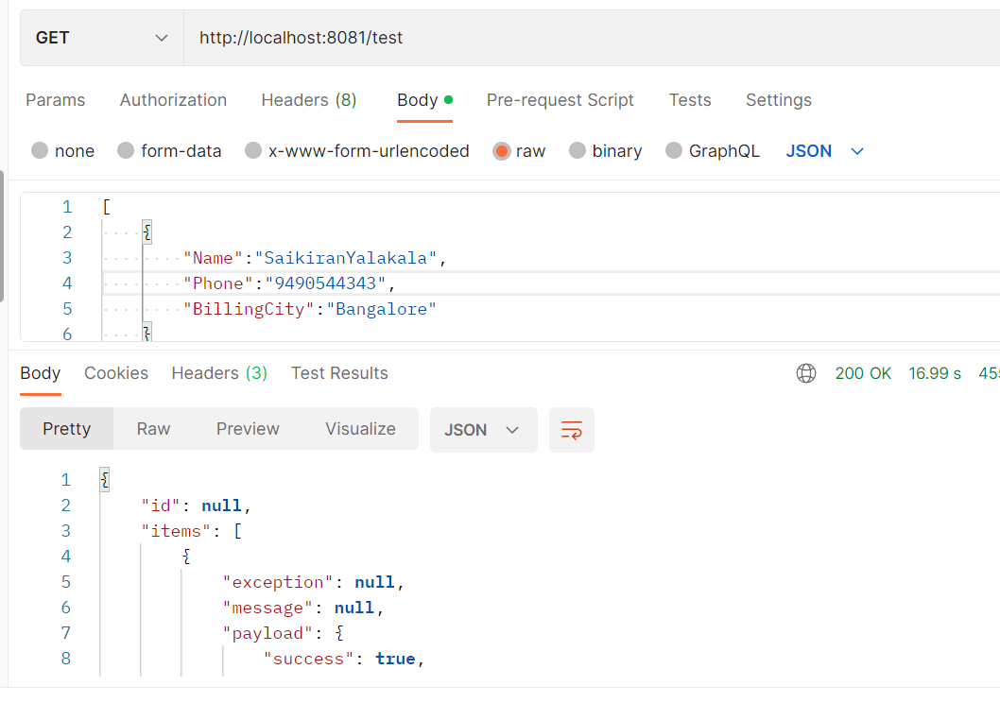 GET http://localhost:8081/test
Params Authorization Headers (8) Body Pre-request Script Tests Settings
none form-data x-www-form-urlencoded raw binary GraphQL JSON
1 [
2 {
3 "Name":"SaikiranYalakala",
4 "Phone":"9490544343",
5 "BillingCity":"Bangalore"
6 }
Body Cookies Headers (3) Test Results 200 OK 16.99 s
Pretty Raw Preview Visualize JSON
1 {
2 "id": null,
3 "items": [
4 {
5 "exception": null,
6 "message": null,
7 "payload": {
8 "success": true,